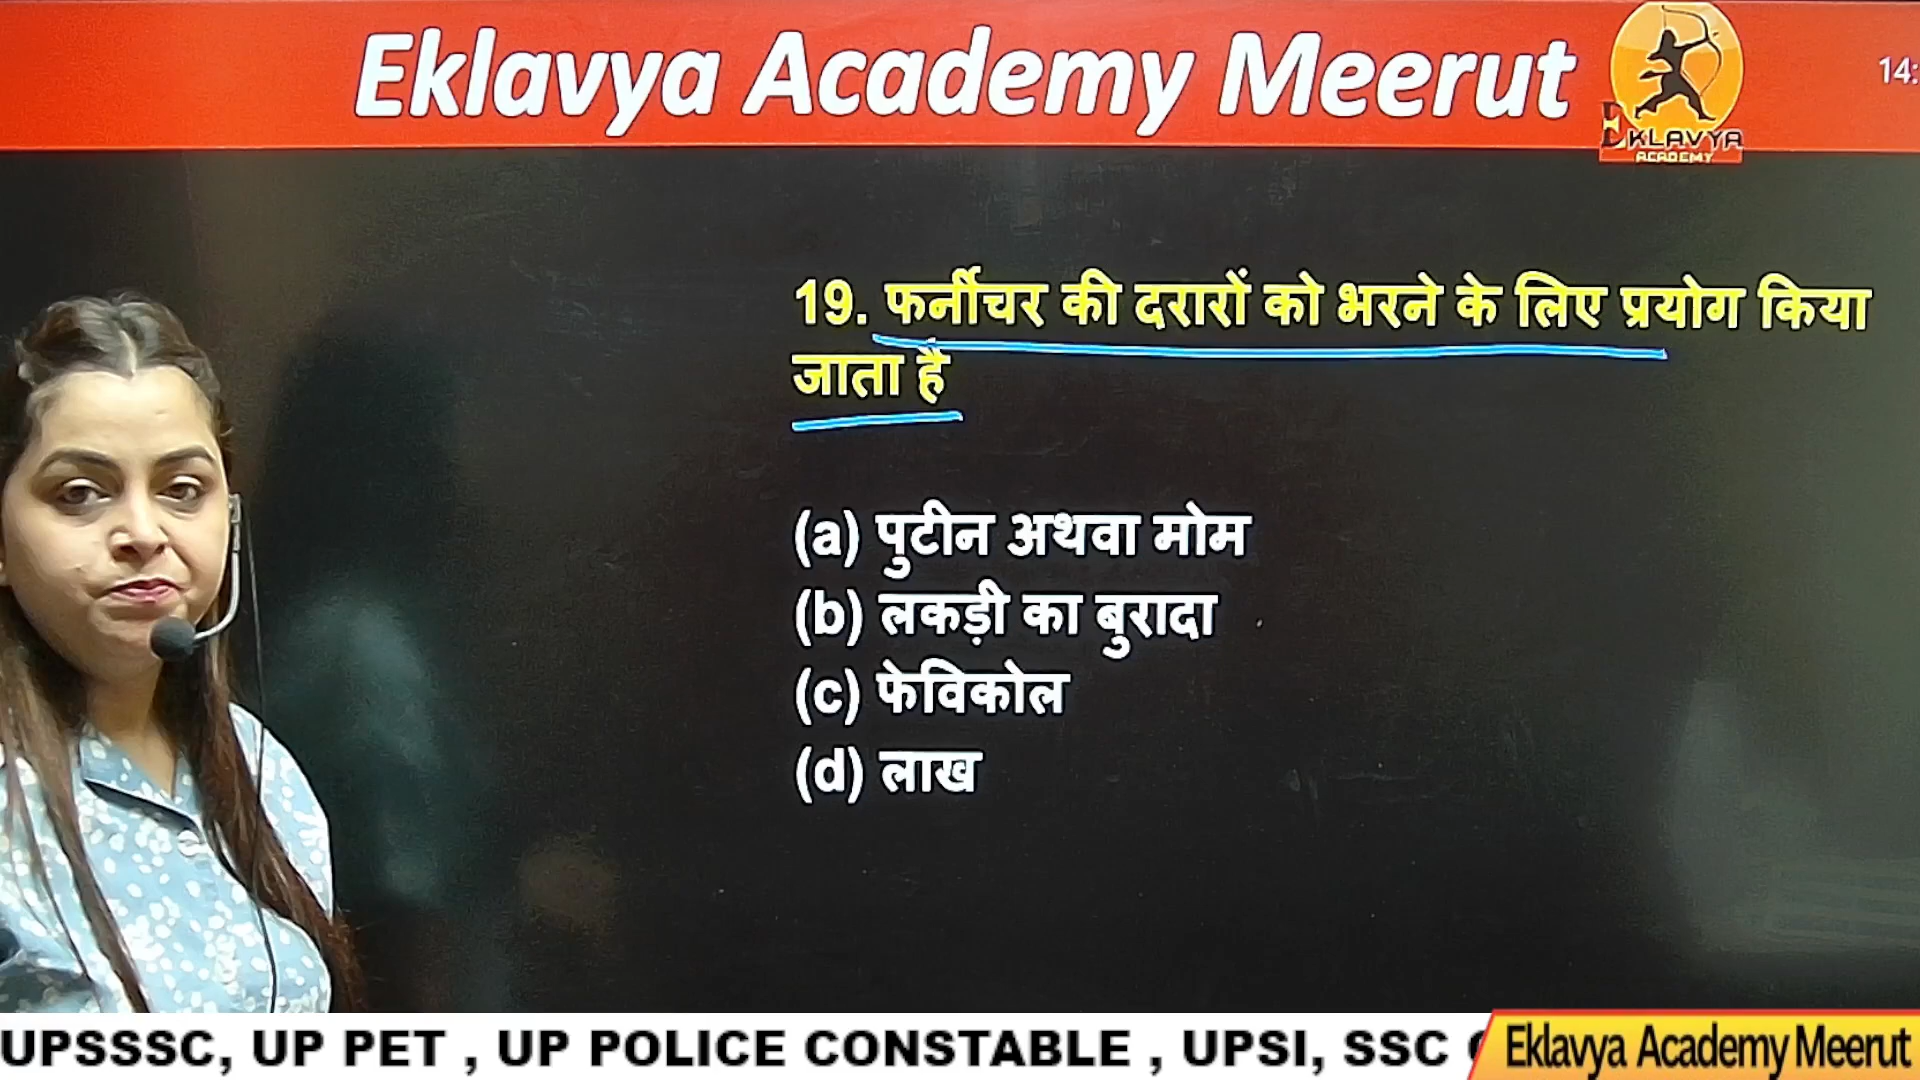 Eklavya Academy Meerut
14:
EKLAVYA
ACADEMY
19. फर्नीचर की दरारों को भरने के लिए प्रयोग किया
जाता है
(a) पुटीन अथवा मोम
(b) लकड़ी का बुरादा
(c) फेविकोल
(d) लाख
UPSSSC, UP PET , UP POLICE CONSTABLE , UPSI, SSC
Eklavya Academy Meerut